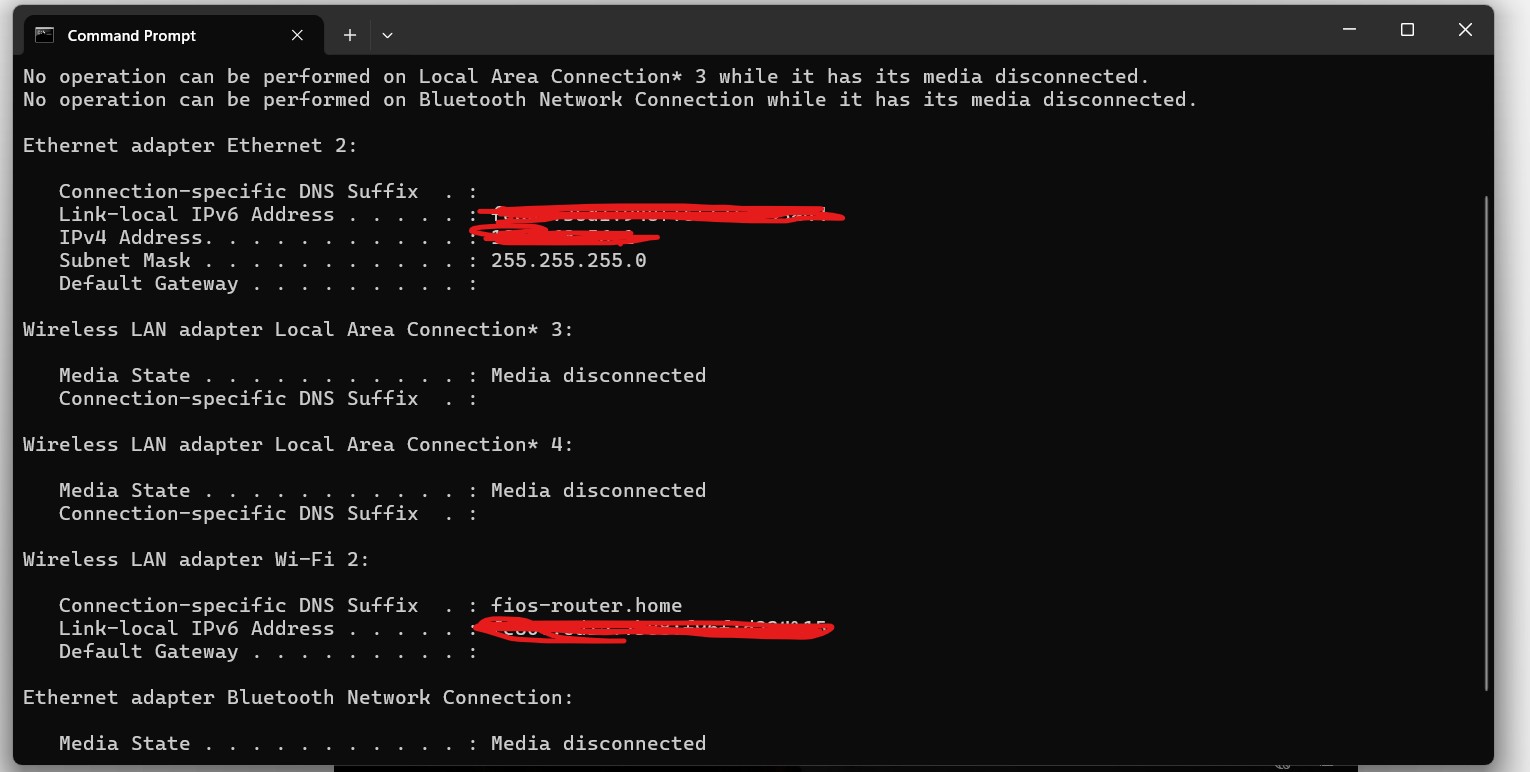 Command Prompt
No operation can be performed on Local Area Connection* 3 while it has its media disconnected.
No operation can be performed on Bluetooth Network Connection while it has its media disconnected.
Ethernet adapter Ethernet 2:
Connection-specific DNS Suffix  . :
Link-local IPv6 Address . . . . . :
IPv4 Address. . . . . . . . . . . :
Subnet Mask . . . . . . . . . . . : 255.255.255.0
Default Gateway . . . . . . . . . :
Wireless LAN adapter Local Area Connection* 3:
Media State . . . . . . . . . . . : Media disconnected
Connection-specific DNS Suffix  . :
Wireless LAN adapter Local Area Connection* 4:
Media State . . . . . . . . . . . : Media disconnected
Connection-specific DNS Suffix  . :
Wireless LAN adapter Wi-Fi 2:
Connection-specific DNS Suffix  . : fios-router.home
Link-local IPv6 Address . . . . . :
Default Gateway . . . . . . . . . :
Ethernet adapter Bluetooth Network Connection:
Media State . . . . . . . . . . . : Media disconnected